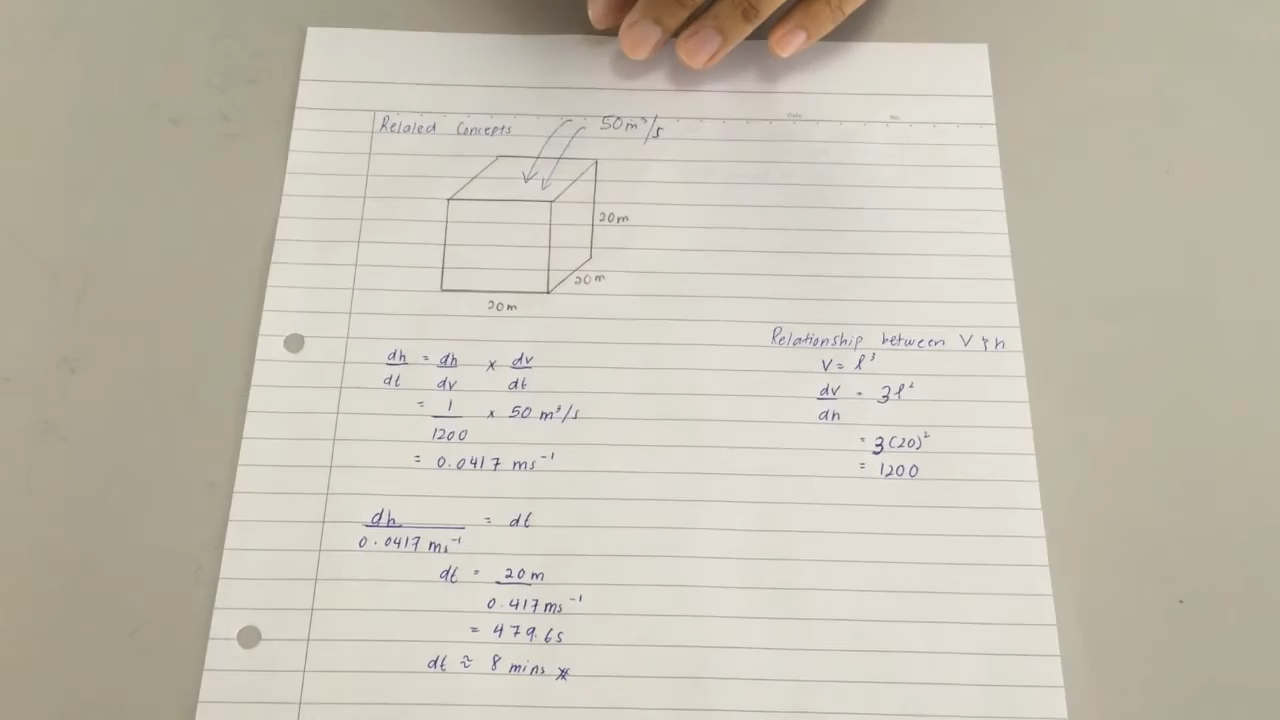 Related Concepts
50m³/s
20m
20m
20m
dh/dt = dh/dv × dv/dt
= 1/1200 × 50 m³/s
= 0.0417 ms⁻¹
dh/0.0417 ms⁻¹ = dt
dt = 20m/0.417ms⁻¹
= 479.6s
dt ≈ 8 mins
Relationship between V & h
V = l³
dv/dh = 3l²
= 3(20)²
= 1200